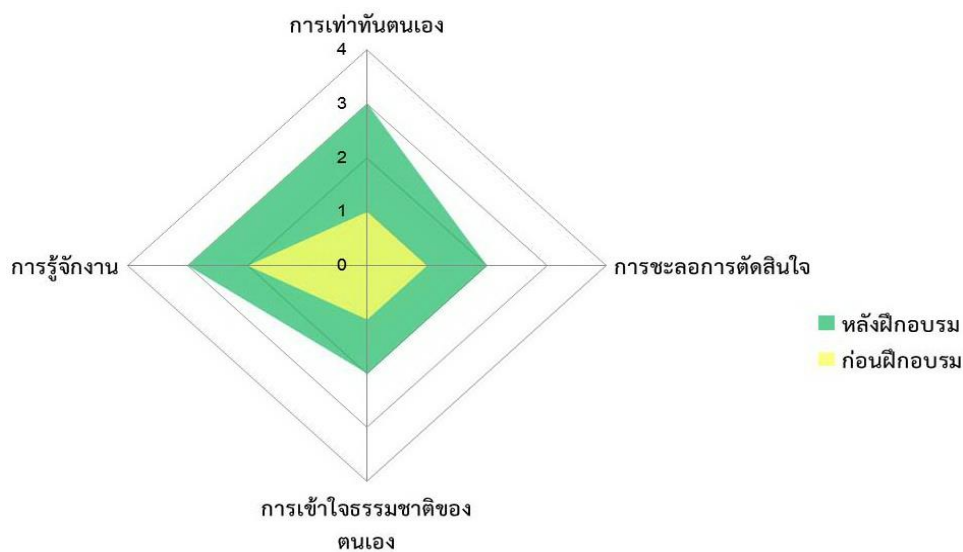 การเท่าทันตนเอง
4
3
2
1
0
การรู้จักงาน
การชะลอการตัดสินใจ
หลังฝึกอบรม
ก่อนฝึกอบรม
การเข้าใจธรรมชาติของ
ตนเอง